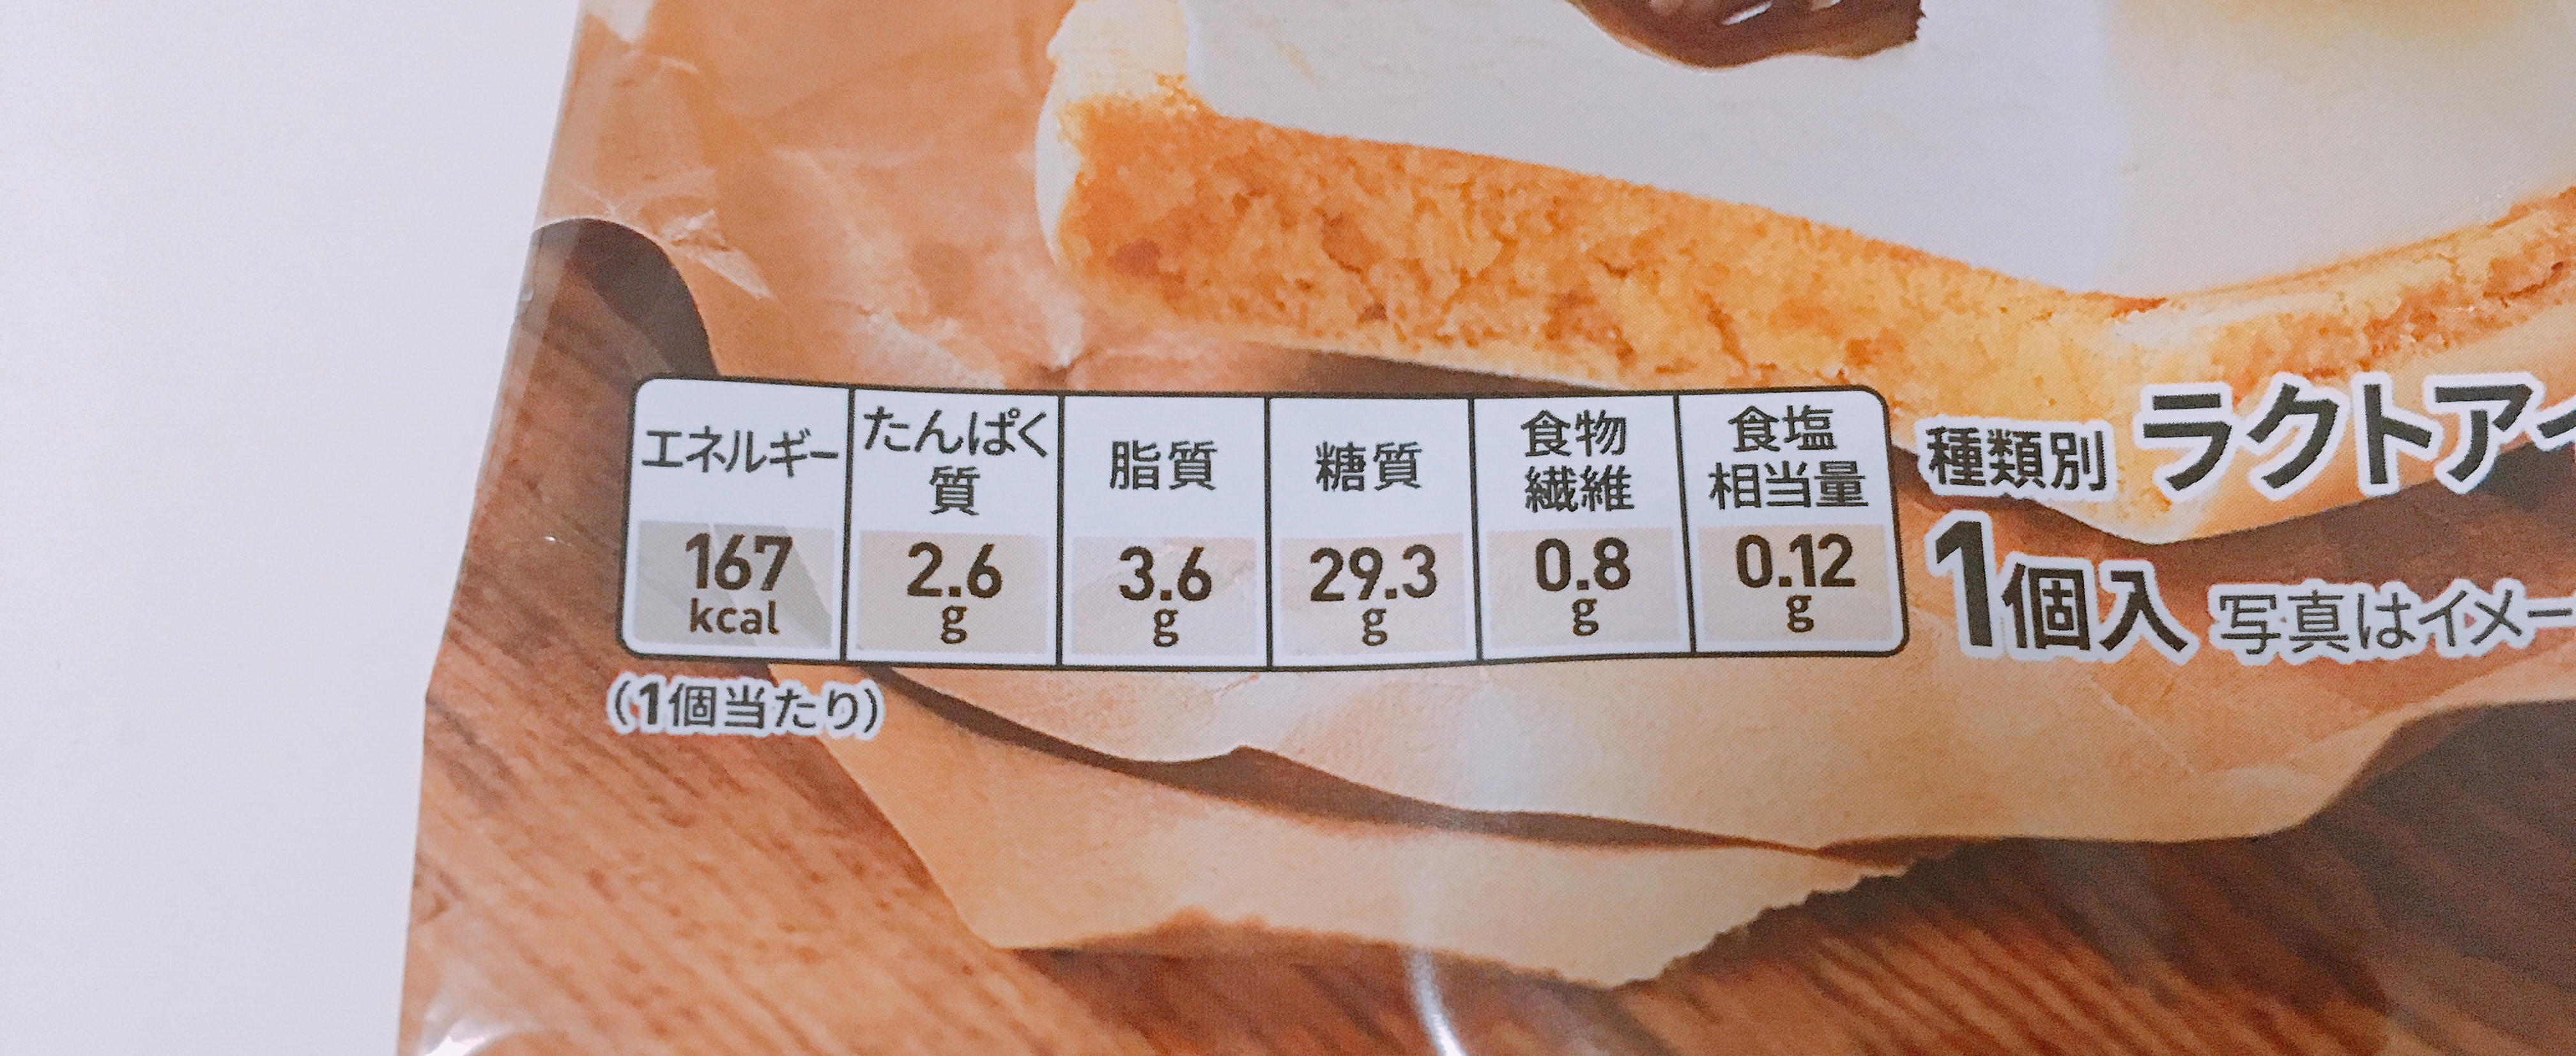 エネルギー
167
kcal
たんぱく
質
2.6
g
脂質
3.6
g
糖質
29.3
g
食物
繊維
0.8
g
食塩
相当量
0.12
g
(1個当たり)
種類別 ラクトア
1個入 写真はイメー